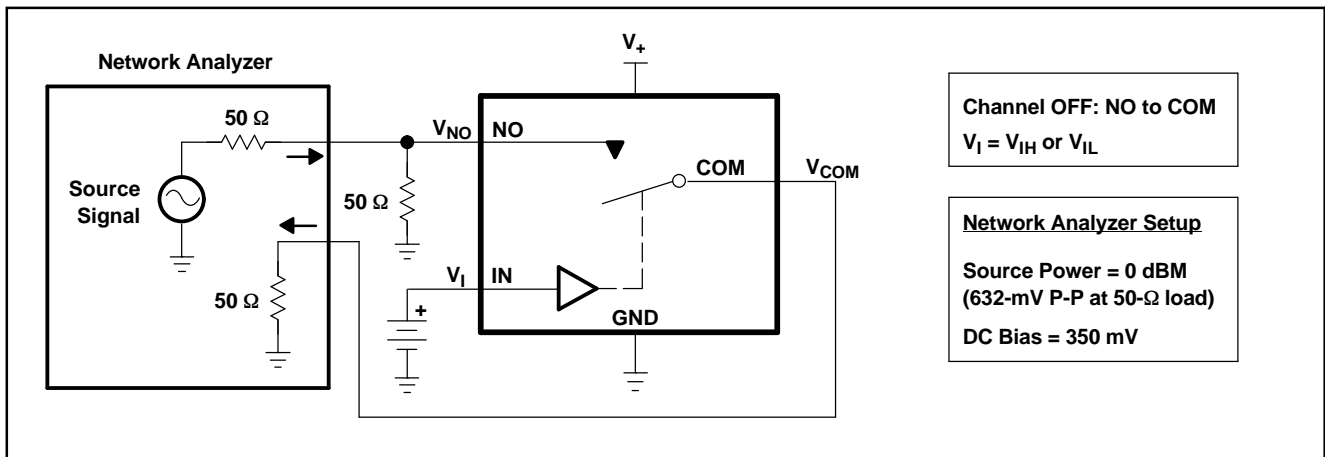 Network Analyzer
50 Ω
Source
Signal
50 Ω
V+
VNO
NO
50 Ω
COM
VCOM
VI
IN
+
GND
Channel OFF: NO to COM
VI = VIH or VIL
Network Analyzer Setup
Source Power = 0 dBM
(632-mV P-P at 50-Ω load)
DC Bias = 350 mV